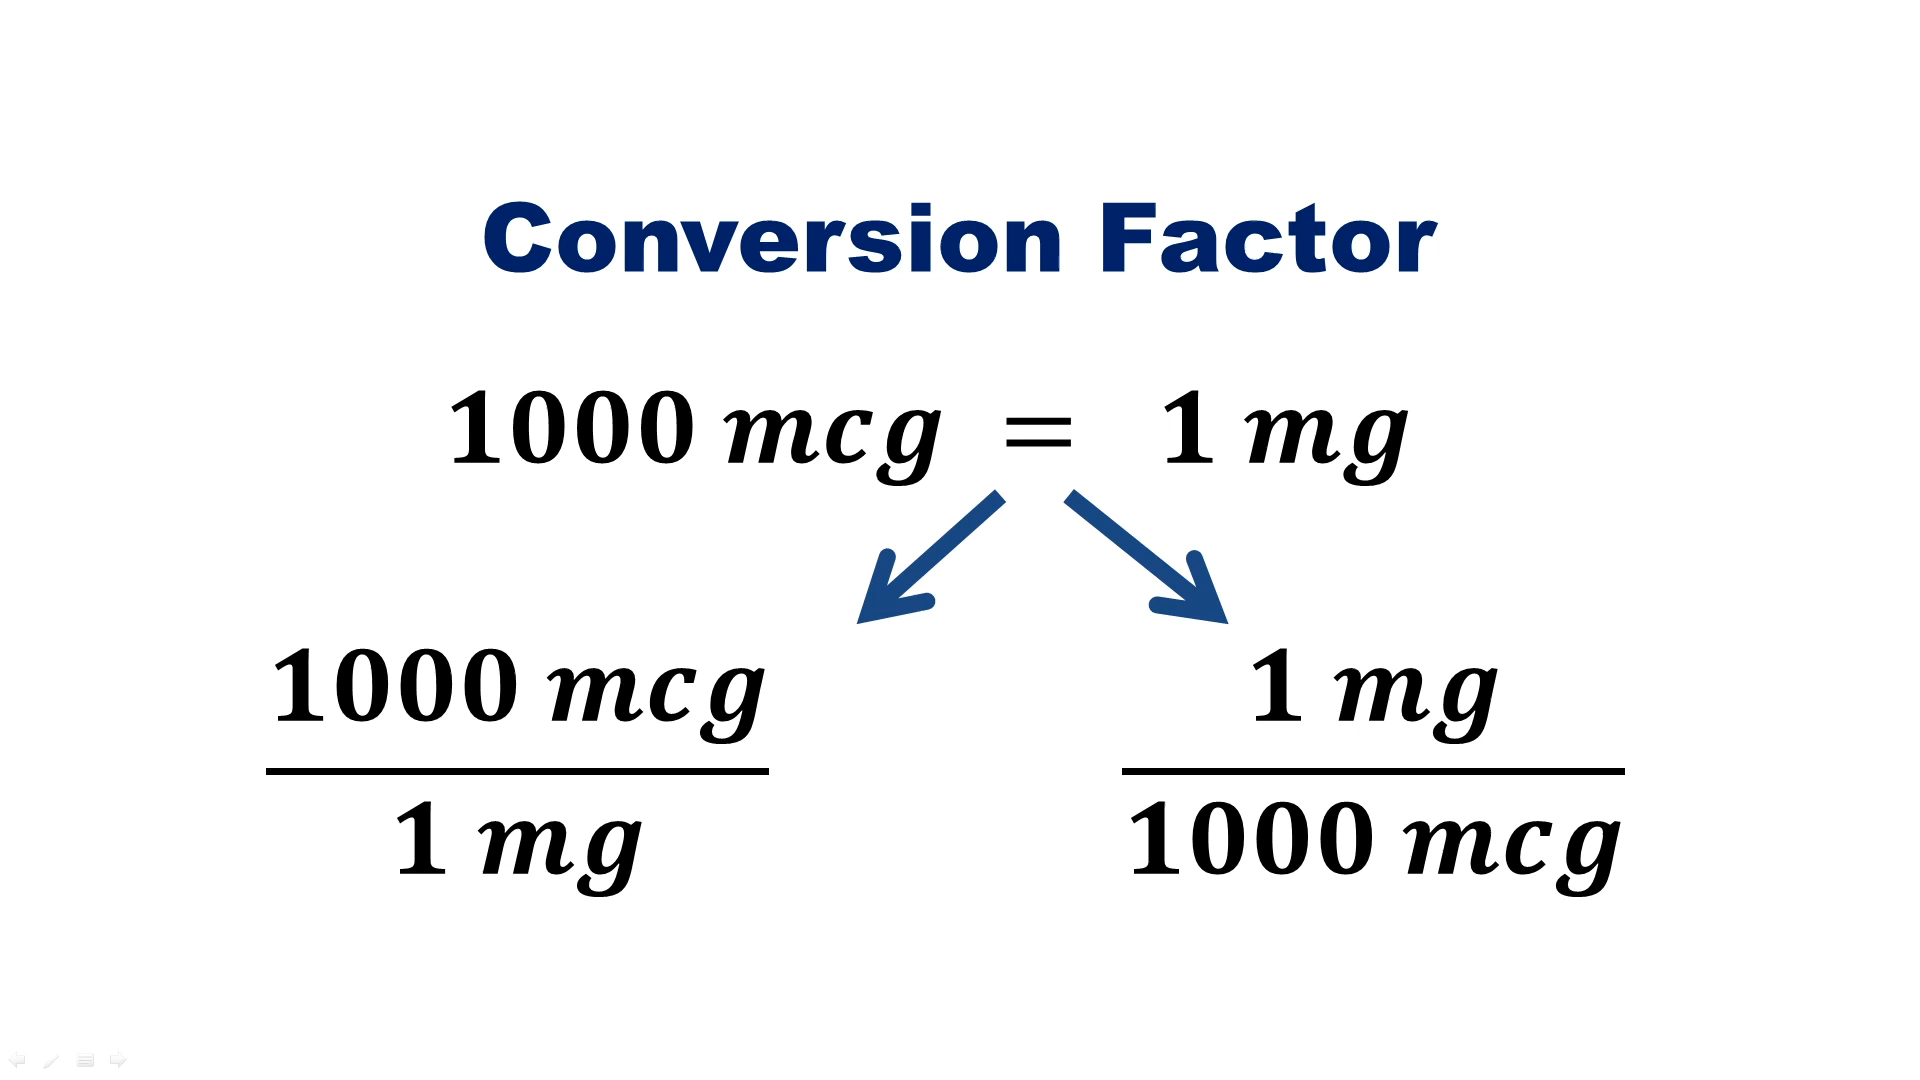 Conversion Factor
1000 mcg = 1 mg
1000 mcg
1 mg
1 mg
1000 mcg